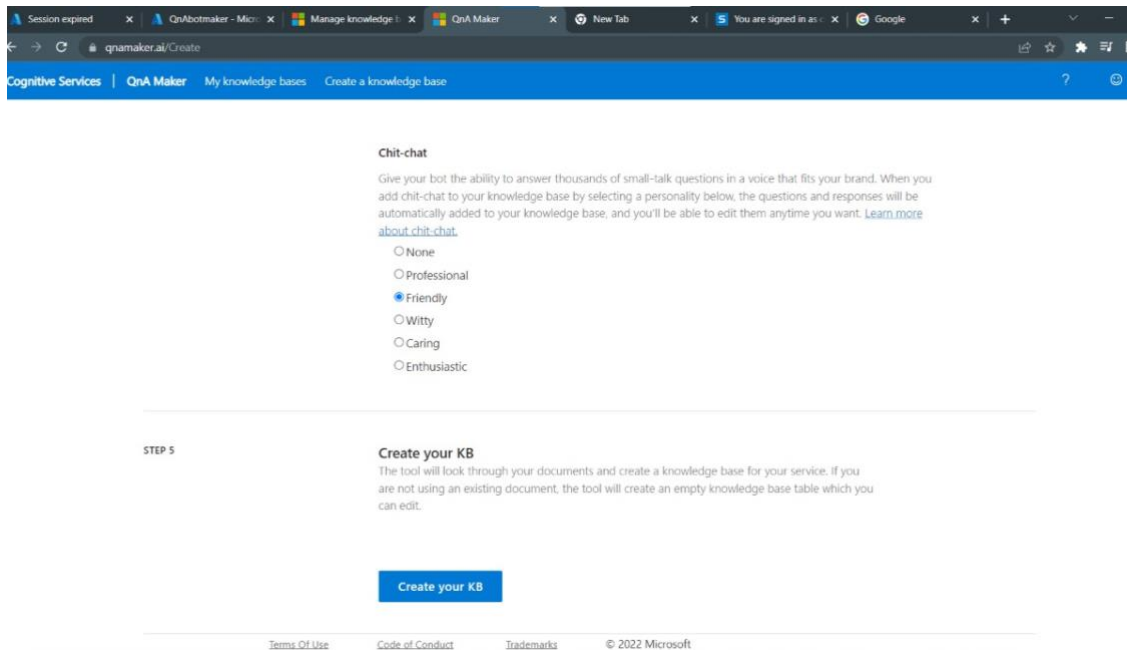 Session expired
QnAbotmaker - Micr
Manage knowledge b
QnA Maker
New Tab
You are signed in as c
Google
qnamaker.ai/Create
Cognitive Services | QnA Maker My knowledge bases Create a knowledge base ?
Chit-chat
Give your bot the ability to answer thousands of small-talk questions in a voice that fits your brand. When you
add chit-chat to your knowledge base by selecting a personality below, the questions and responses will be
automatically added to your knowledge base, and you'll be able to edit them anytime you want. Learn more
about chit-chat.
None
Professional
Friendly
Witty
Caring
Enthusiastic
STEP 5
Create your KB
The tool will look through your documents and create a knowledge base for your service. If you
are not using an existing document, the tool will create an empty knowledge base table which you
can edit.
Create your KB
Terms Of Use Code of Conduct Trademarks © 2022 Microsoft